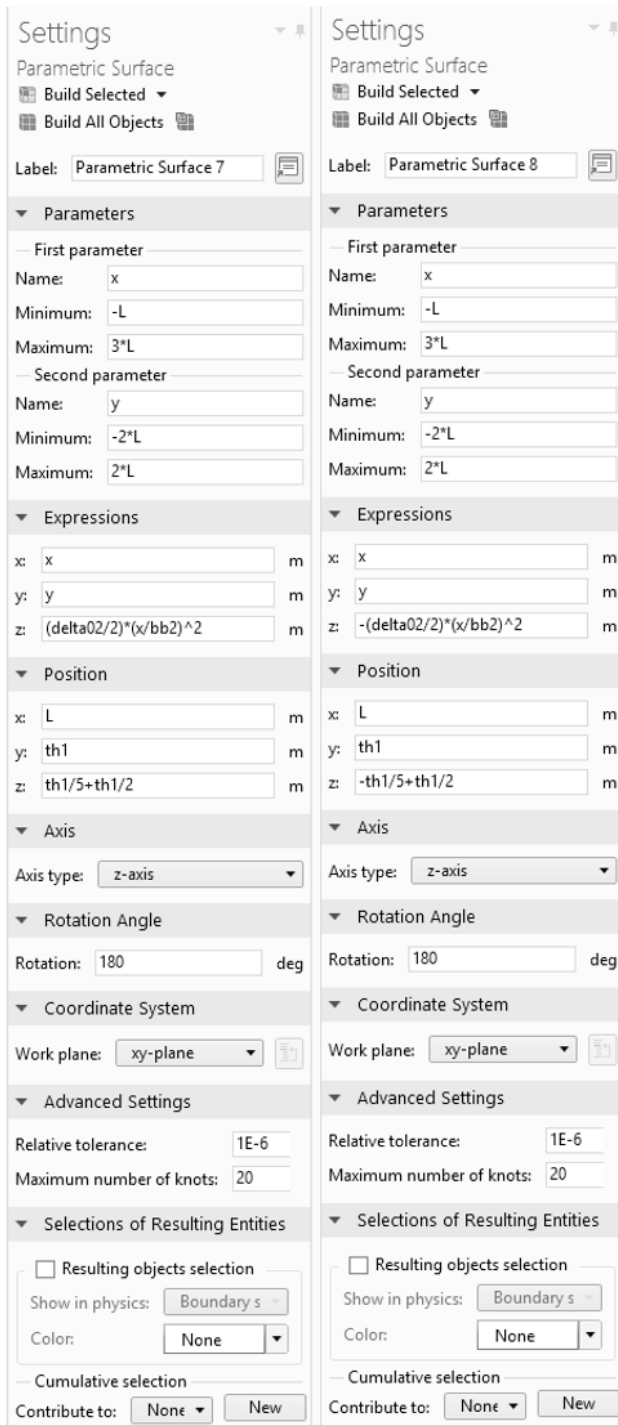 Settings
Parametric Surface
Build Selected
Build All Objects
Label: Parametric Surface 7
Parameters
First parameter
Name: x
Minimum: -L
Maximum: 3*L
Second parameter
Name: y
Minimum: -2*L
Maximum: 2*L
Expressions
x: x m
y: y m
z: (delta02/2)*(x/bb2)^2 m
Position
x: L m
y: th1 m
z: th1/5+th1/2 m
Axis
Axis type: z-axis
Rotation Angle
Rotation: 180 deg
Coordinate System
Work plane: xy-plane
Advanced Settings
Relative tolerance: 1E-6
Maximum number of knots: 20
Selections of Resulting Entities
Resulting objects selection
Show in physics: Boundary s
Color: None
Cumulative selection
Contribute to: None New
Settings
Parametric Surface
Build Selected
Build All Objects
Label: Parametric Surface 8
Parameters
First parameter
Name: x
Minimum: -L
Maximum: 3*L
Second parameter
Name: y
Minimum: -2*L
Maximum: 2*L
Expressions
x: x m
y: y m
z: -(delta02/2)*(x/bb2)^2 m
Position
x: L m
y: th1 m
z: -th1/5+th1/2 m
Axis
Axis type: z-axis
Rotation Angle
Rotation: 180 deg
Coordinate System
Work plane: xy-plane
Advanced Settings
Relative tolerance: 1E-6
Maximum number of knots: 20
Selections of Resulting Entities
Resulting objects selection
Show in physics: Boundary s
Color: None
Cumulative selection
Contribute to: None New